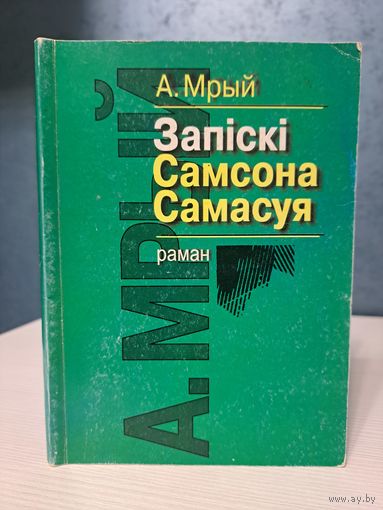 А. Мрый
Запіскі
Самсона
Самасуя
раман
А. МРЫЙ
www.ay.by